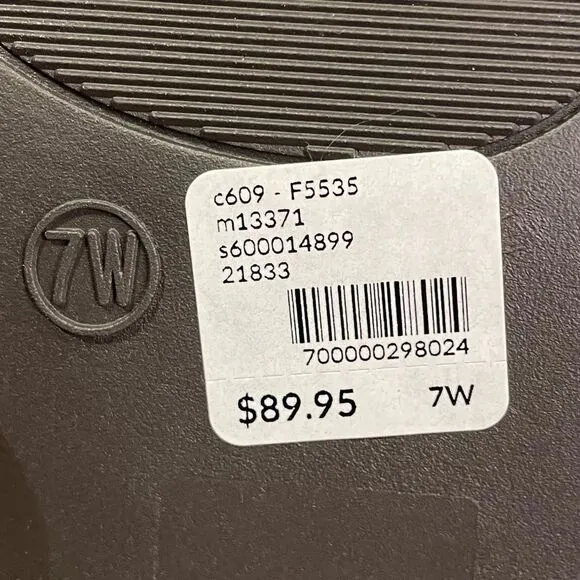 c609 - F5535
m13371
s600014899
21833
700000298024
$89.95 7W
7W